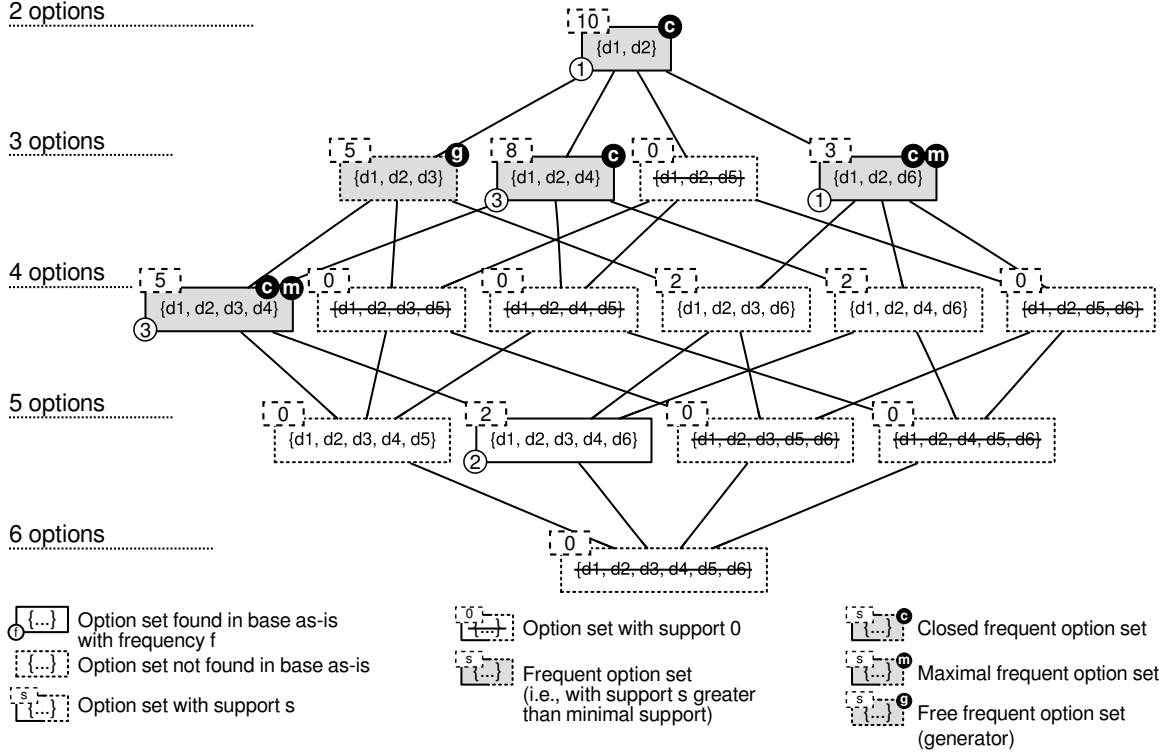 2 options
10
c
{d1, d2}
1
3 options
5
g
8
c
0
3
c m
{d1, d2, d3}
{d1, d2, d4}
{d1, d2, d5}
{d1, d2, d6}
3
1
4 options
5
c m
0
0
2
2
0
{d1, d2, d3, d4}
{d1, d2, d3, d5}
{d1, d2, d4, d5}
{d1, d2, d3, d6}
{d1, d2, d4, d6}
{d1, d2, d5, d6}
3
5 options
0
2
0
0
{d1, d2, d3, d4, d5}
{d1, d2, d3, d4, d6}
{d1, d2, d3, d5, d6}
{d1, d2, d4, d5, d6}
2
6 options
0
{d1, d2, d3, d4, d5, d6}
{...}
f
Option set found in base as-is
with frequency f
{...}
Option set not found in base as-is
s
{...}
Option set with support s
0
{...}
Option set with support 0
s
{...}
Frequent option set
(i.e., with support s greater
than minimal support)
s
c
{...}
Closed frequent option set
s
m
{...}
Maximal frequent option set
s
g
{...}
Free frequent option set
(generator)